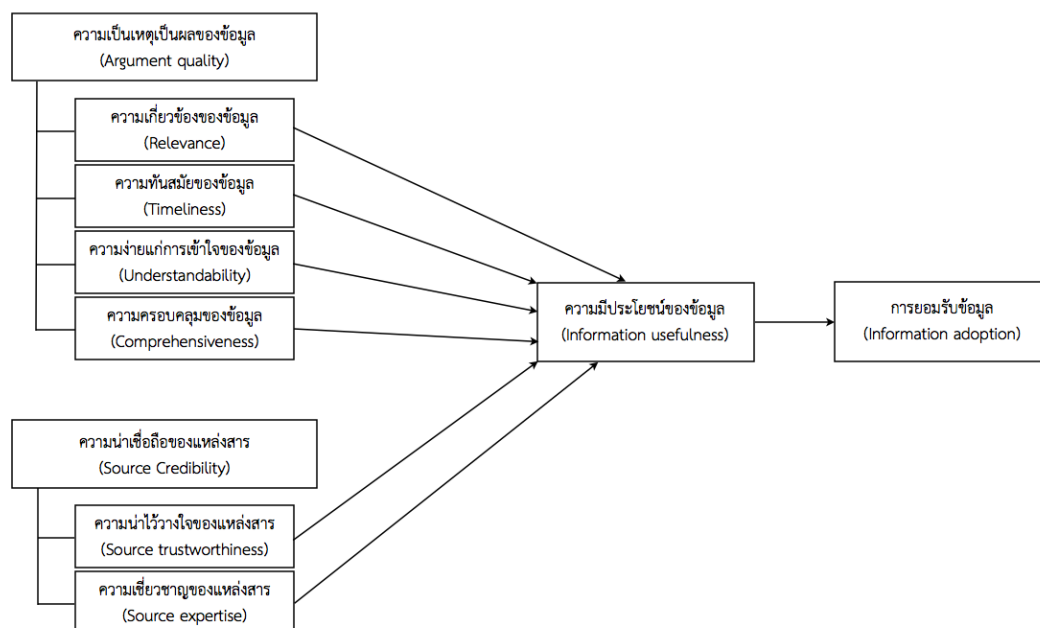 ความเป็นเหตุเป็นผลของข้อมูล
(Argument quality)
ความเกี่ยวข้องของข้อมูล
(Relevance)
ความทันสมัยของข้อมูล
(Timeliness)
ความง่ายแก่การเข้าใจของข้อมูล
(Understandability)
ความครอบคลุมของข้อมูล
(Comprehensiveness)
ความมีประโยชน์ของข้อมูล
(Information usefulness)
การยอมรับข้อมูล
(Information adoption)
ความน่าเชื่อถือของแหล่งสาร
(Source Credibility)
ความน่าไว้วางใจของแหล่งสาร
(Source trustworthiness)
ความเชี่ยวชาญของแหล่งสาร
(Source expertise)